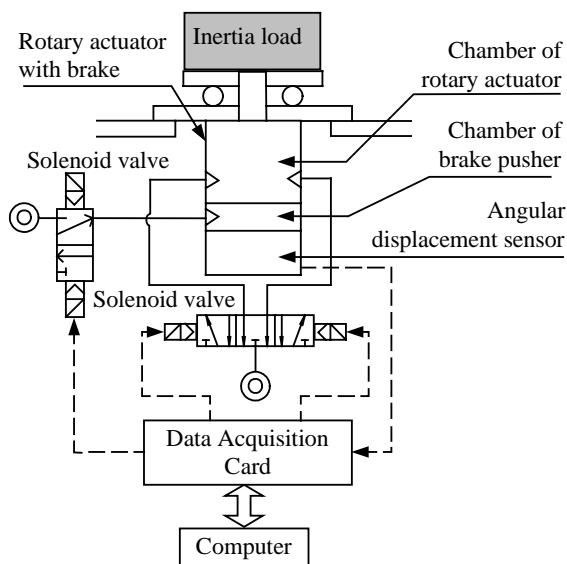 Inertia load
Rotary actuator
with brake
Chamber of
rotary actuator
Chamber of
brake pusher
Solenoid valve
Angular
displacement sensor
Solenoid valve
Data Acquisition
Card
Computer